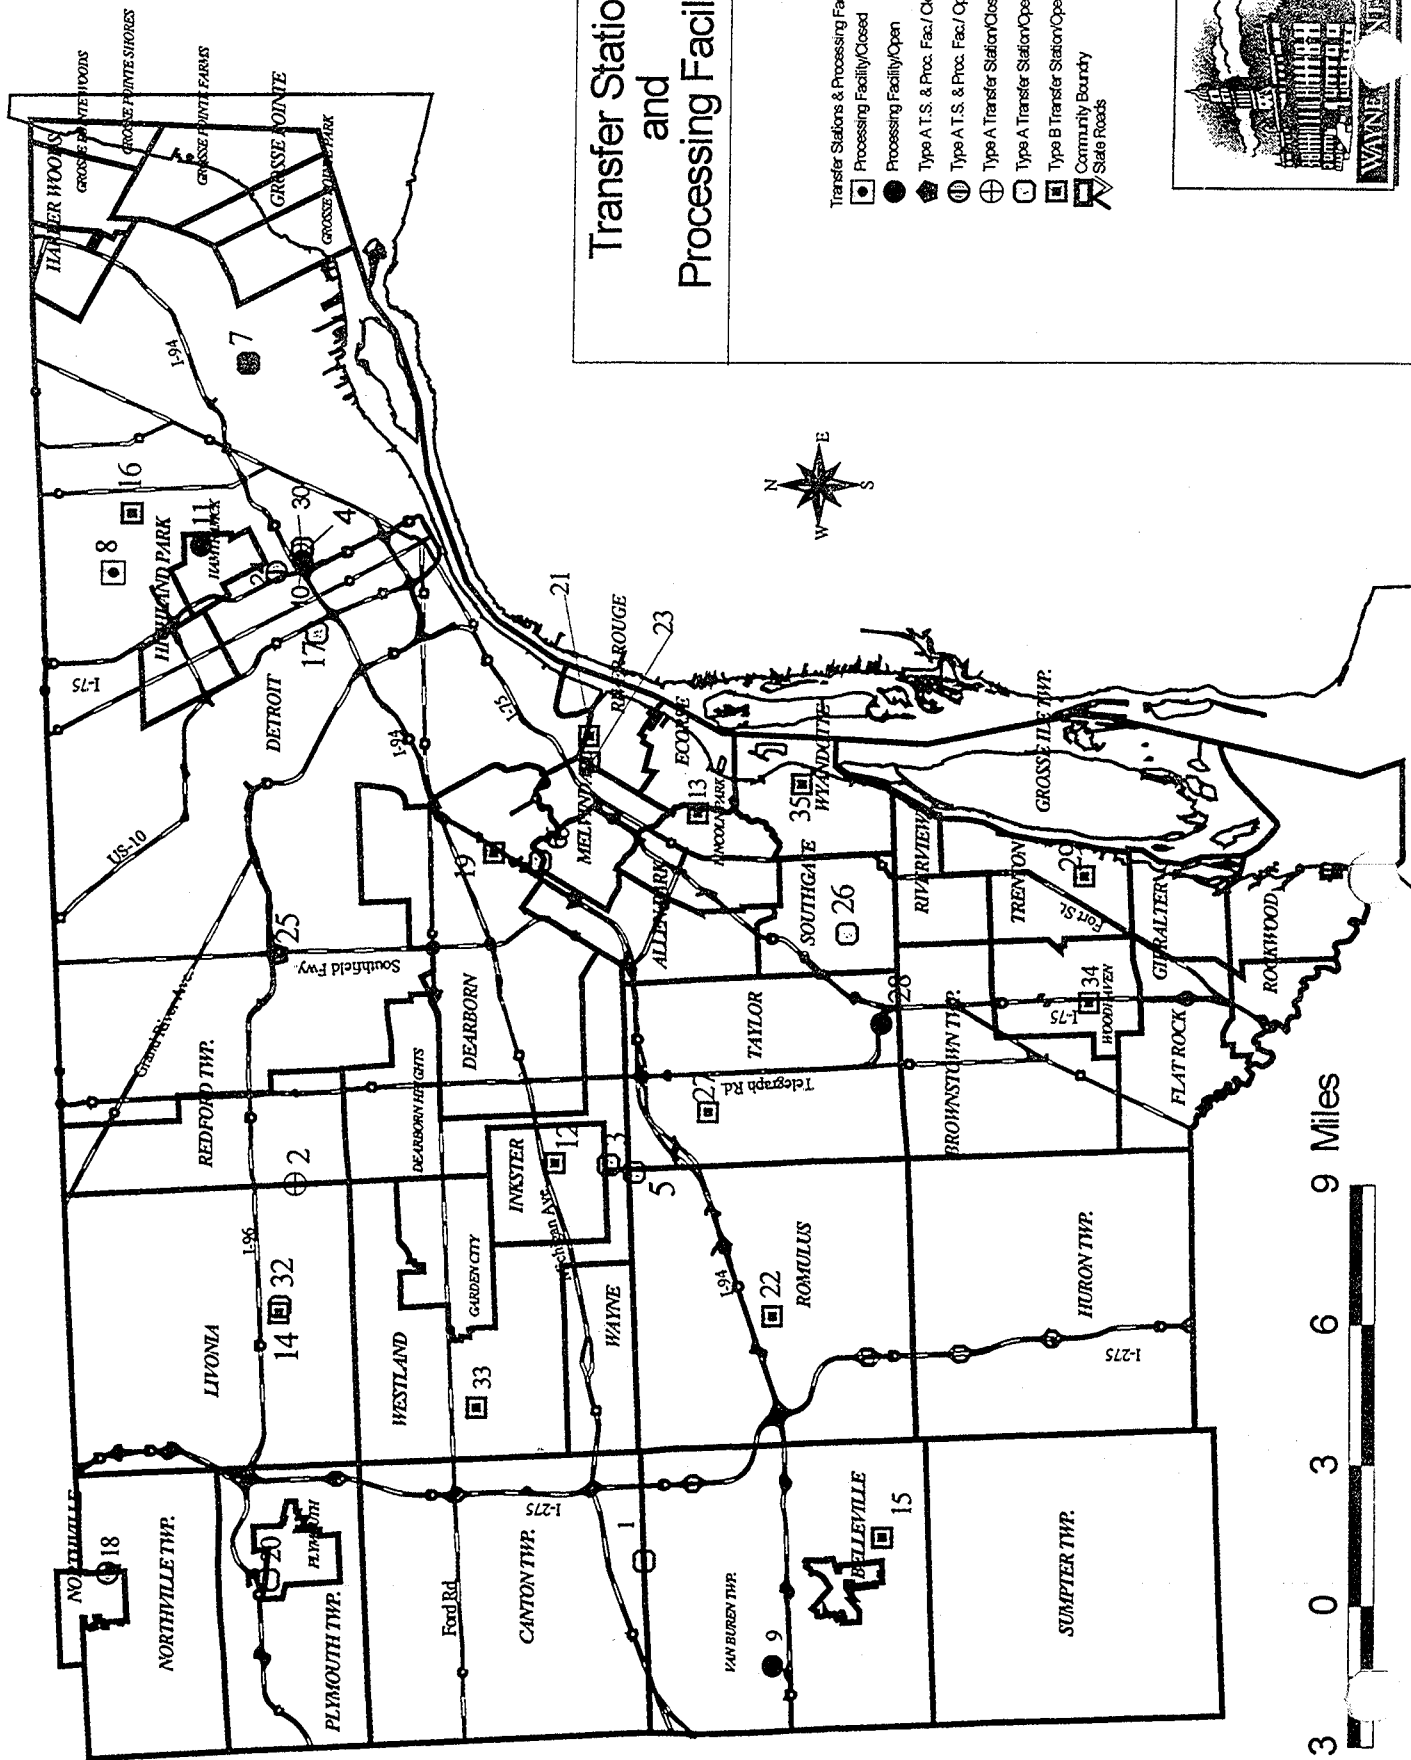 Transfer Statio
and
Processing Facil
Transfer Stations & Processing Fa
Processing Facility/Closed
Processing Facility/Open
Type A T.S. & Proc. Fac./ Cl
Type A T.S. & Proc. Fac./ Op
Type A Transfer Station/Clos
Type A Transfer Station/Ope
Type B Transfer Station/Ope
Community Boundry
State Roads
WAYNE
N
W
E
S
HARPER WOODS
GROSSE POINTE WOODS
GROSSE POINTE SHORES
GROSSE POINTE FARMS
GROSSE POINTE
GROSSE POINTE PARK
I-94
7
16
8
HIGHLAND PARK
11
HAMTRAMCK
30
4
24
10
17
I-75
DETROIT
US-10
I-94
I-75
21
RIVER ROUGE
23
ECORSE
MELVINDALE
6
13
LINCOLN PARK
35
WYANDOTTE
GROSSE ILE TWP.
19
ALLEN PARK
SOUTHGATE
26
RIVERVIEW
TRENTON
29
Fort St.
GIBRALTER
ROCKWOOD
25
Southfield Fwy.
Grand River Ave.
REDFORD TWP.
DEARBORN
DEARBORN HEIGHTS
TAYLOR
28
27
Telegraph Rd.
BROWNSTOWN TWP.
34
I-75
WOODHAVEN
FLAT ROCK
2
I-96
INKSTER
12
3
5
Michigan Ave.
32
14
LIVONIA
GARDEN CITY
WESTLAND
33
WAYNE
I-94
ROMULUS
22
HURON TWP.
I-275
NORTHVILLE
18
NORTHVILLE TWP.
20
PLYMOUTH
PLYMOUTH TWP.
Ford Rd
I-275
CANTON TWP.
1
VAN BUREN TWP.
9
BELLEVILLE
15
SUMPTER TWP.
3 0 3 6 9 Miles